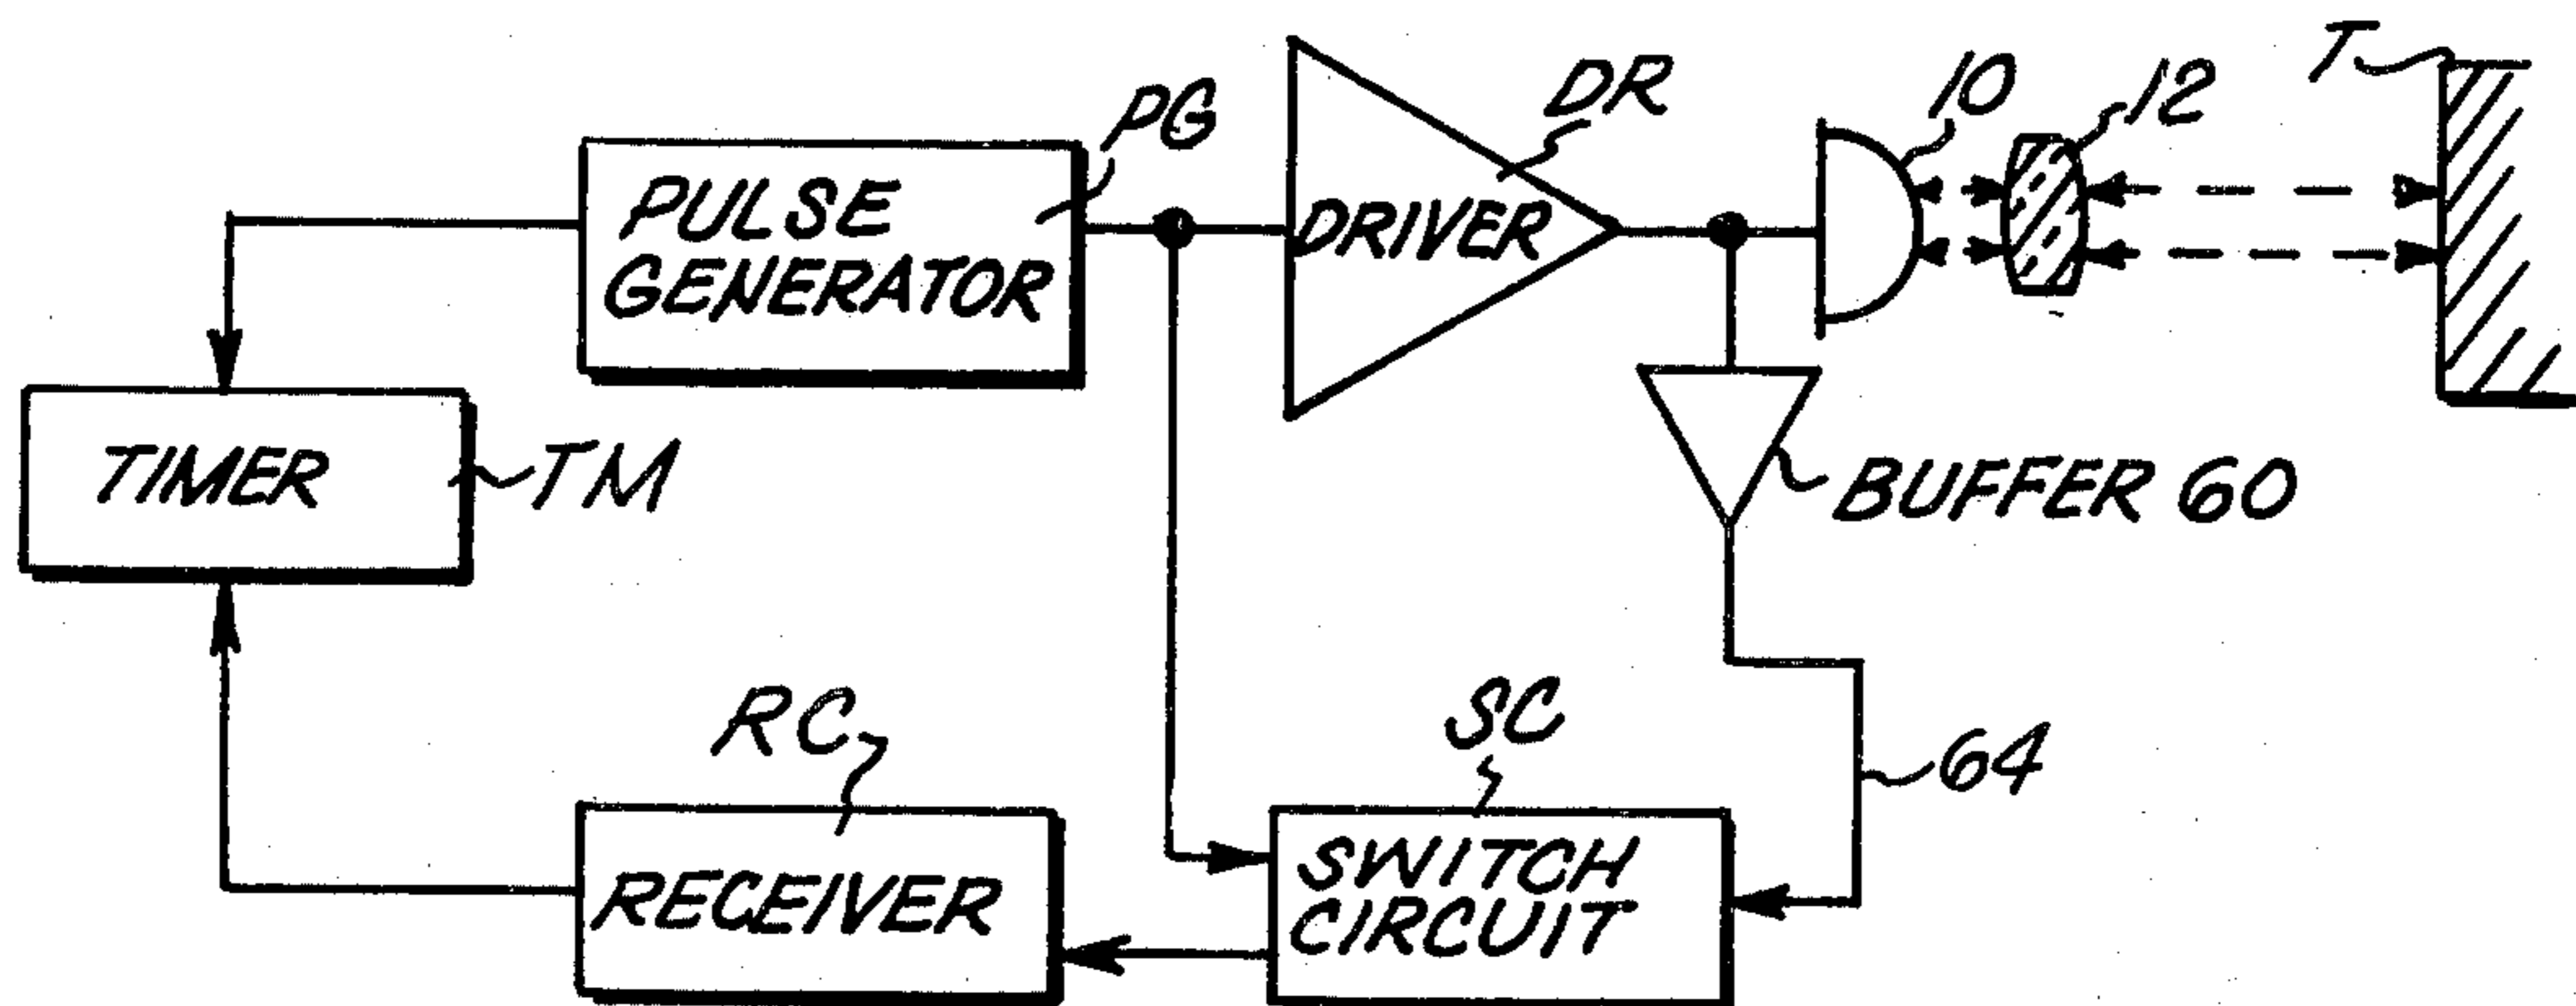 T
DR
10
12
PG
PULSE
GENERATOR
DRIVER
TIMER
TM
BUFFER 60
RC
SC
64
RECEIVER
SWITCH
CIRCUIT